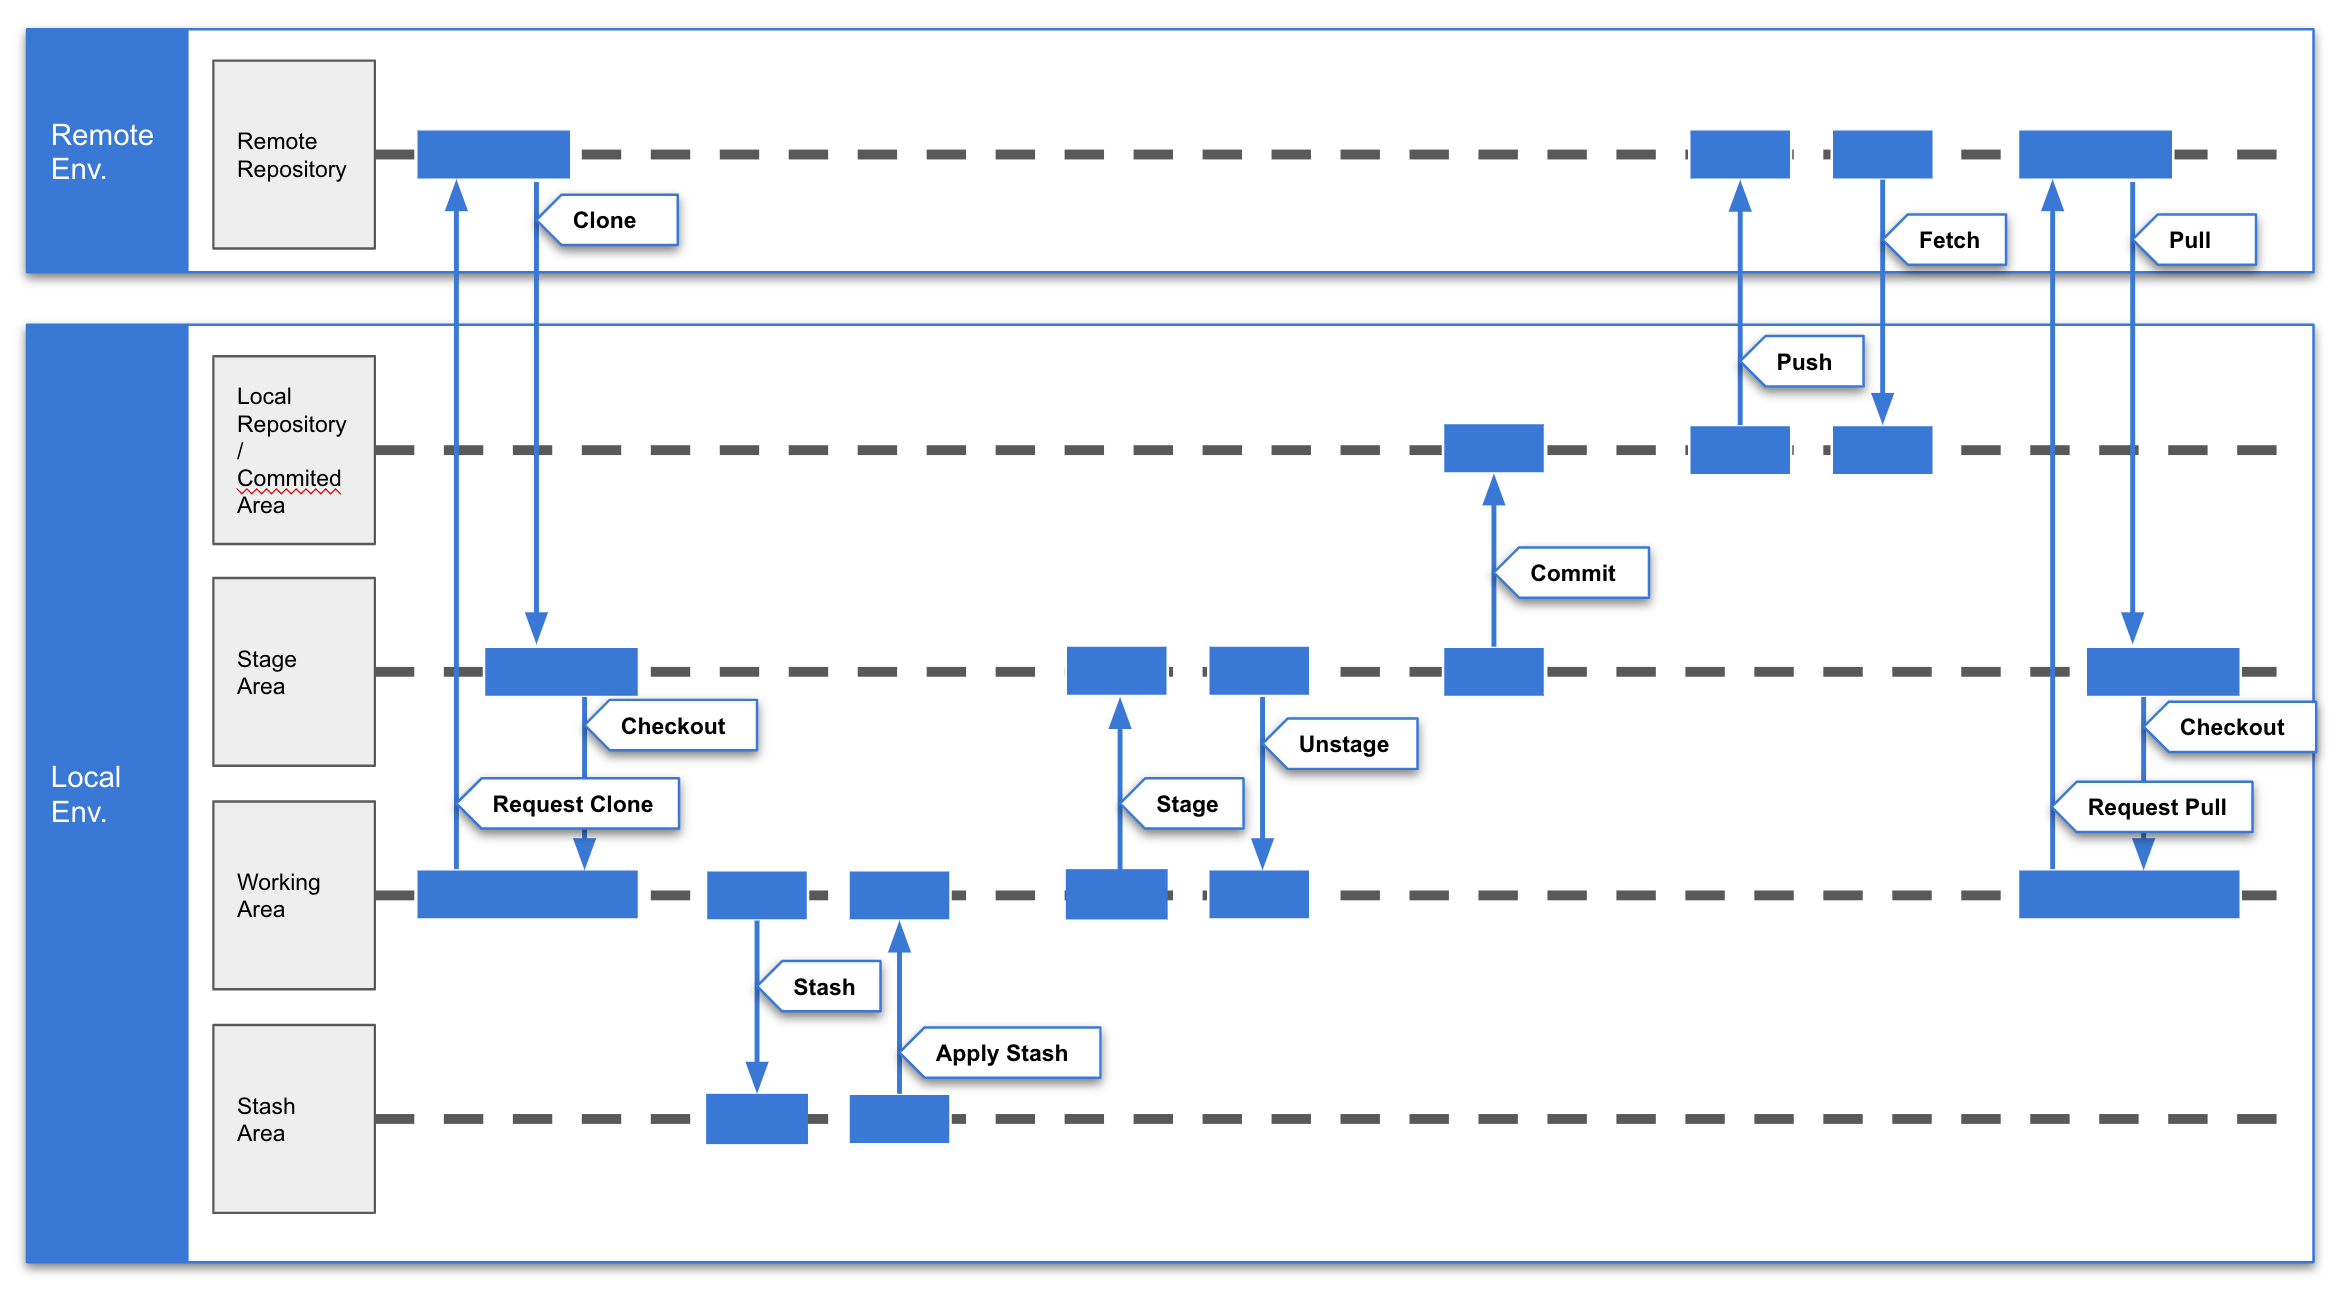 Remote
Env.
Remote
Repository
Clone
Fetch
Pull
Local
Env.
Local
Repository
/
Commited
Area
Push
Commit
Stage
Area
Checkout
Unstage
Checkout
Request Clone
Stage
Request Pull
Working
Area
Stash
Apply Stash
Stash
Area